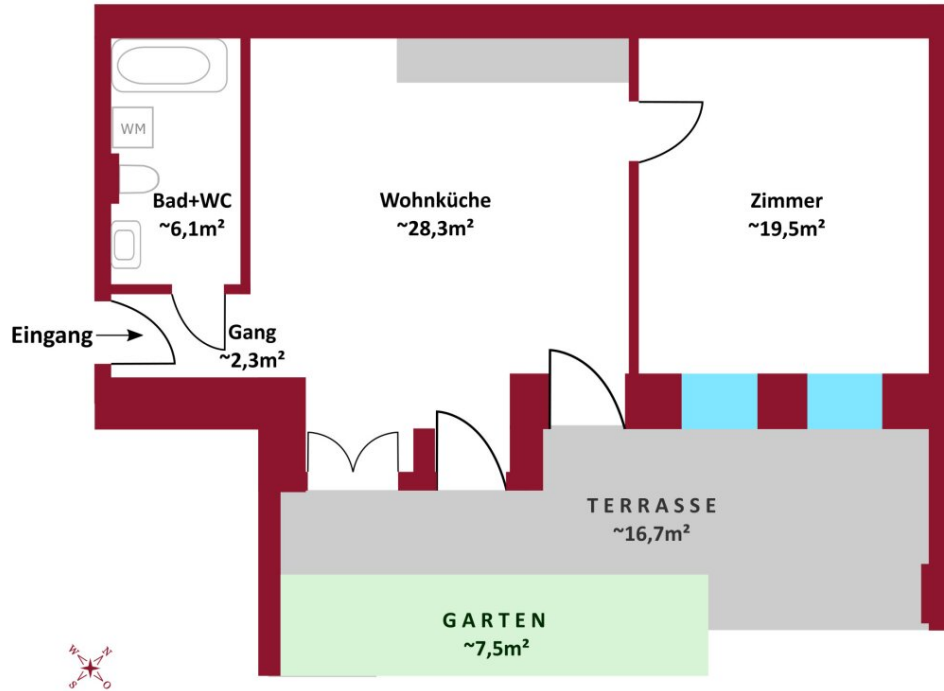 WM
Bad+WC
~6,1m²
Wohnküche
~28,3m²
Zimmer
~19,5m²
Eingang
Gang
~2,3m²
TERRASSE
~16,7m²
GARTEN
~7,5m²
W N
S O